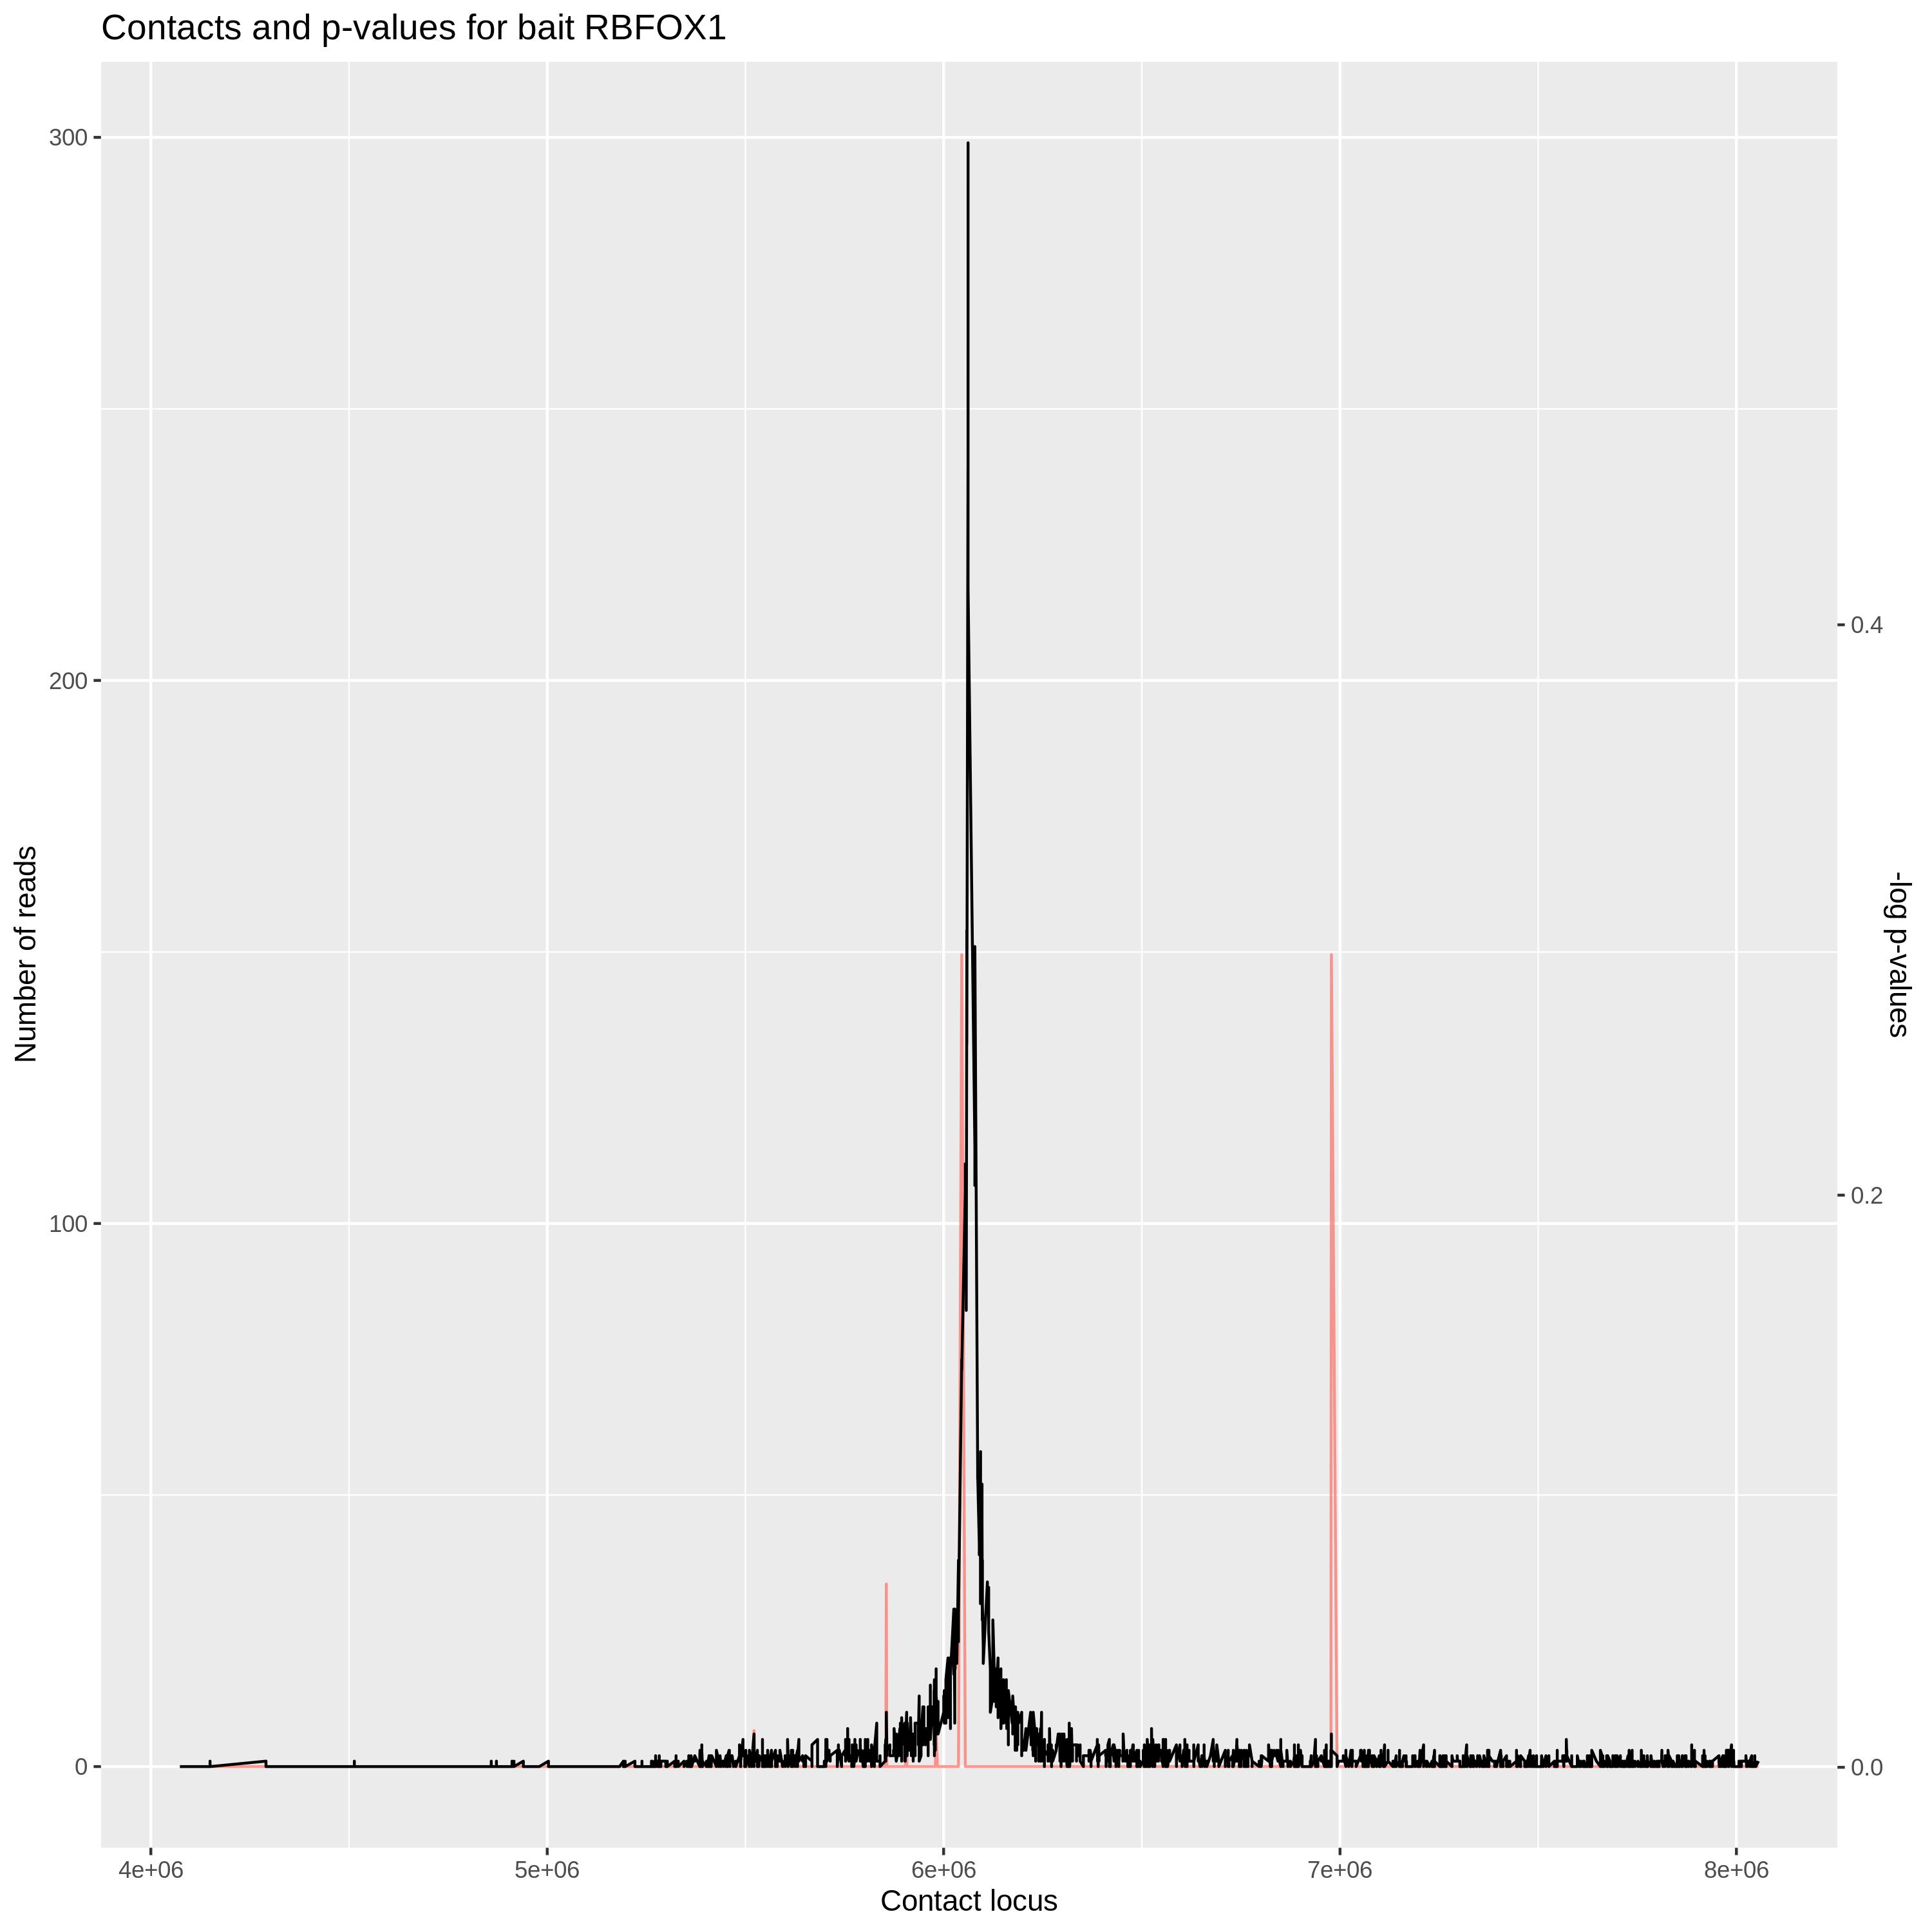 Contacts and p-values for bait RBFOX1
300
200
100
0
Number of reads
0.4
0.2
0.0
-log p-values
4e+06
5e+06
6e+06
7e+06
8e+06
Contact locus